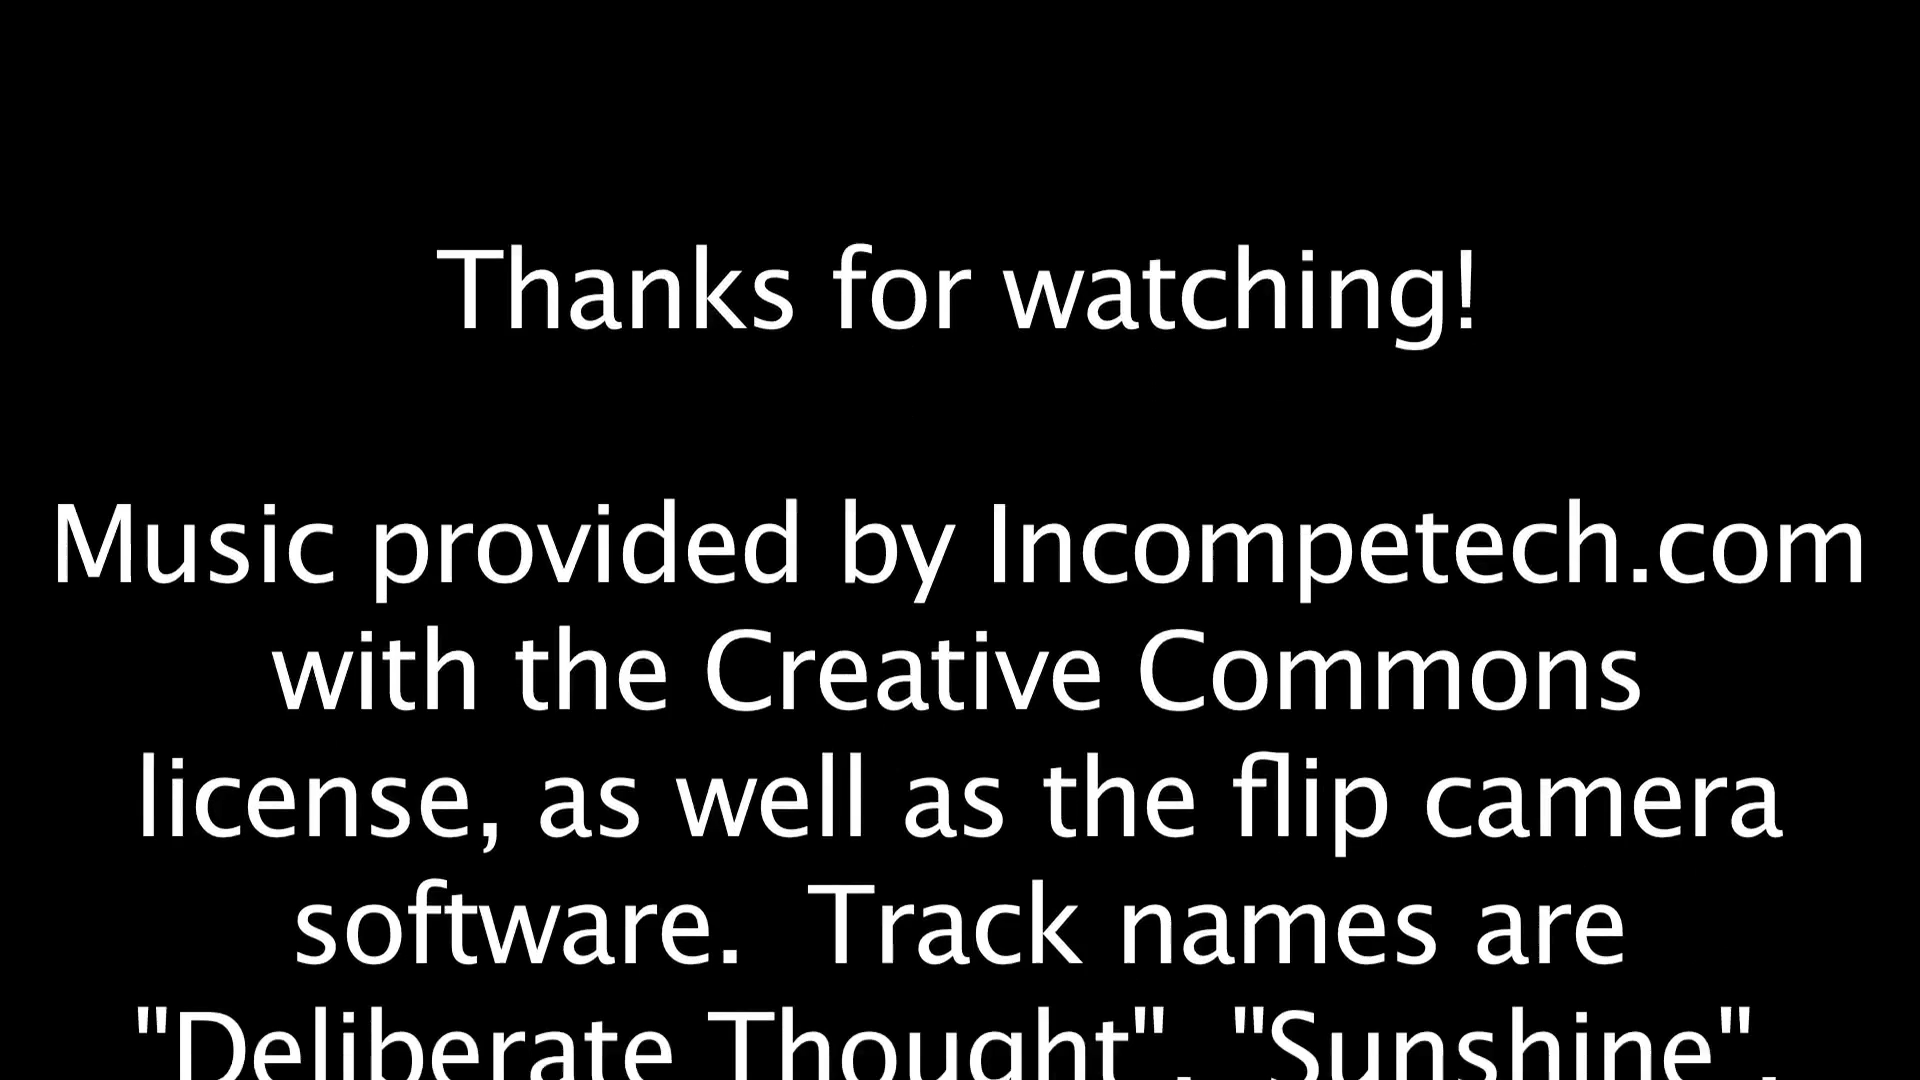 Thanks for watching!
Music provided by Incompetech.com
with the Creative Commons
license, as well as the flip camera
software.  Track names are
"Deliberate Thought", "Sunshine",